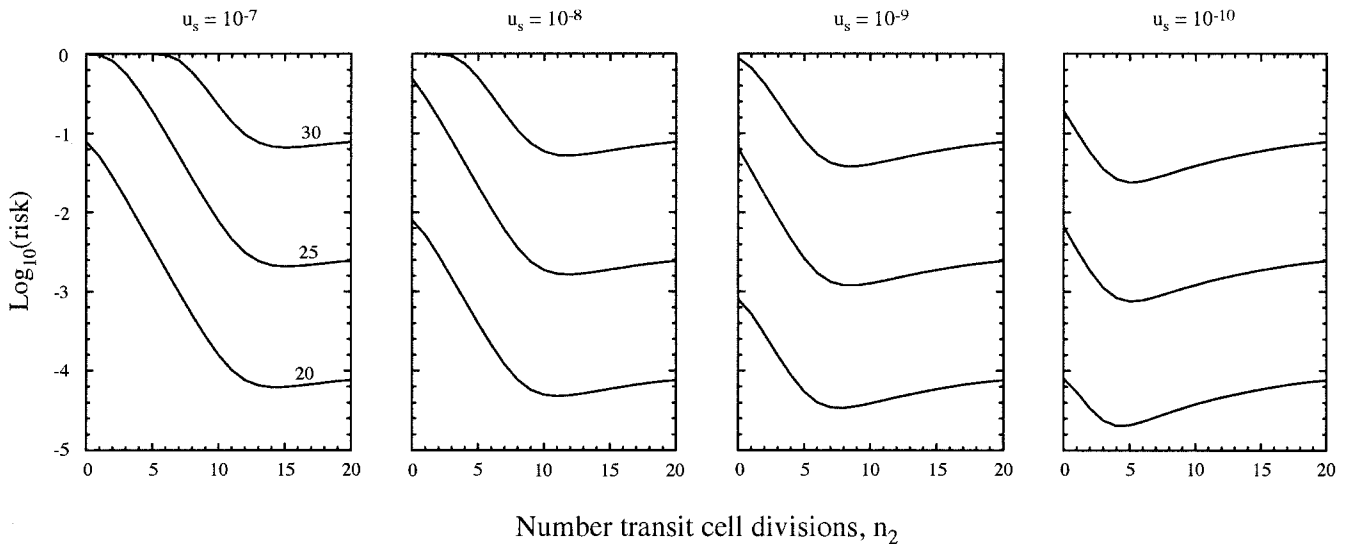 u_s = 10^-7 u_s = 10^-8 u_s = 10^-9 u_s = 10^-10
Log10(risk)
0
-1
-2
-3
-4
-5
30
25
20
0 5 10 15 20 0 5 10 15 20 0 5 10 15 20 0 5 10 15 20
Number transit cell divisions, n2